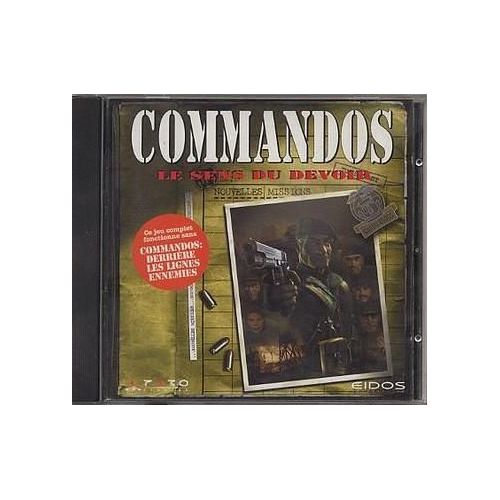 COMMANDOS
LE SENS DU DEVOIR
NOUVELLES MISSIONS
Ce jeu complet
fonctionne sans
COMMANDOS:
DERRIERE
LES LIGNES
ENNEMIES
EIDOS